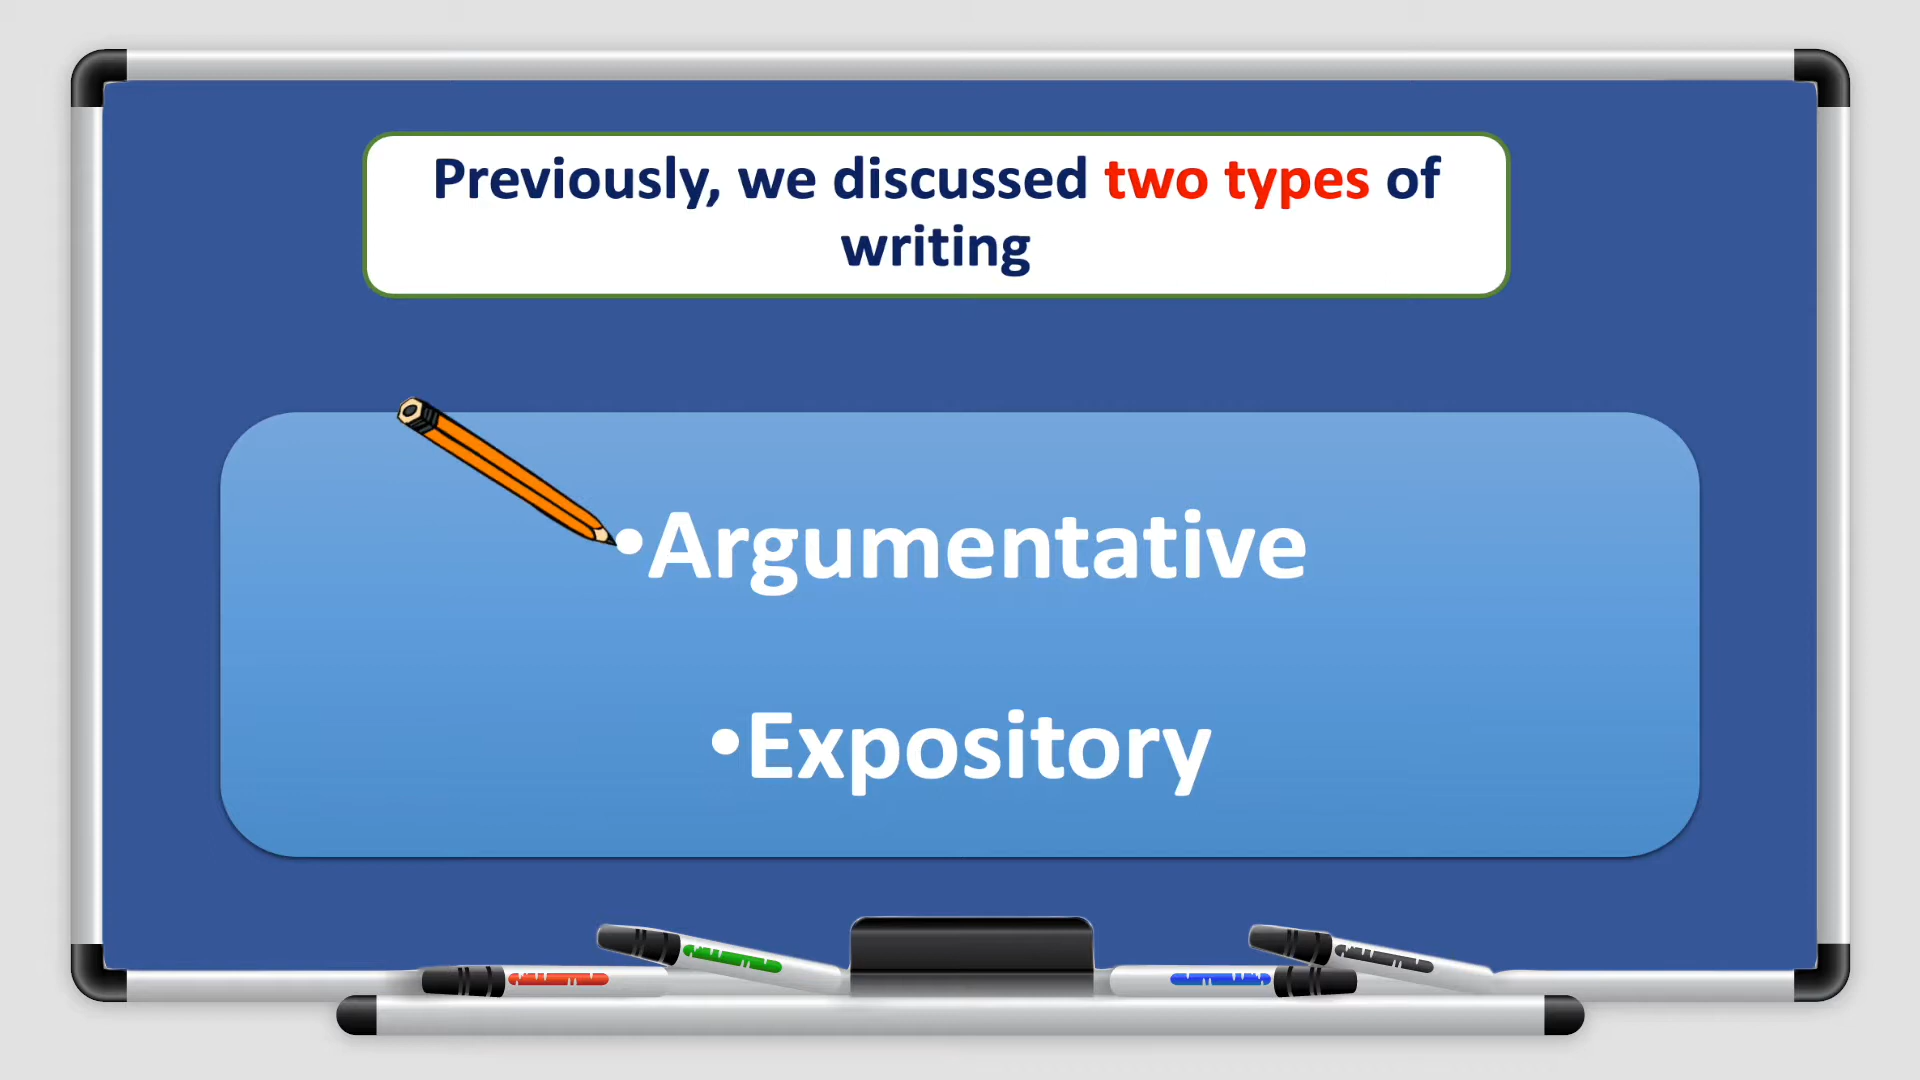 Previously, we discussed two types of
writing
•Argumentative
•Expository